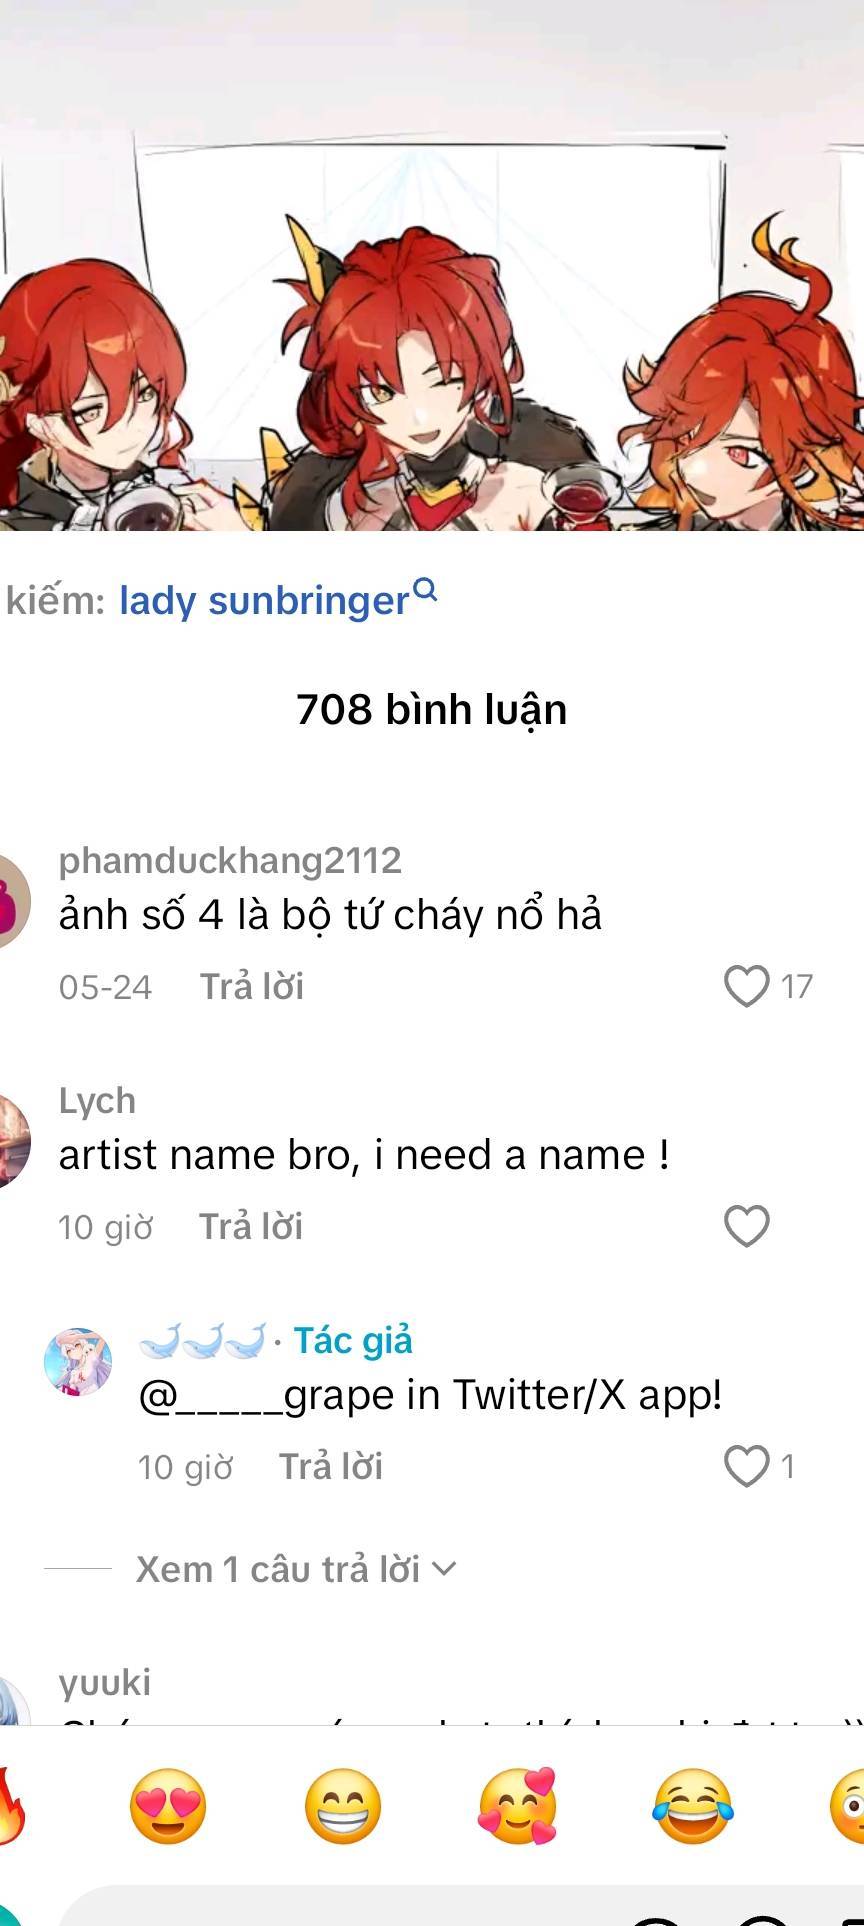 kiếm: lady sunbringer
708 bình luận
phamduckhang2112
ảnh số 4 là bộ tứ cháy nổ hả
05-24 Trả lời 17
Lych
artist name bro, i need a name !
10 giờ Trả lời
· Tác giả
@_____grape in Twitter/X app!
10 giờ Trả lời 1
Xem 1 câu trả lời
yuuki